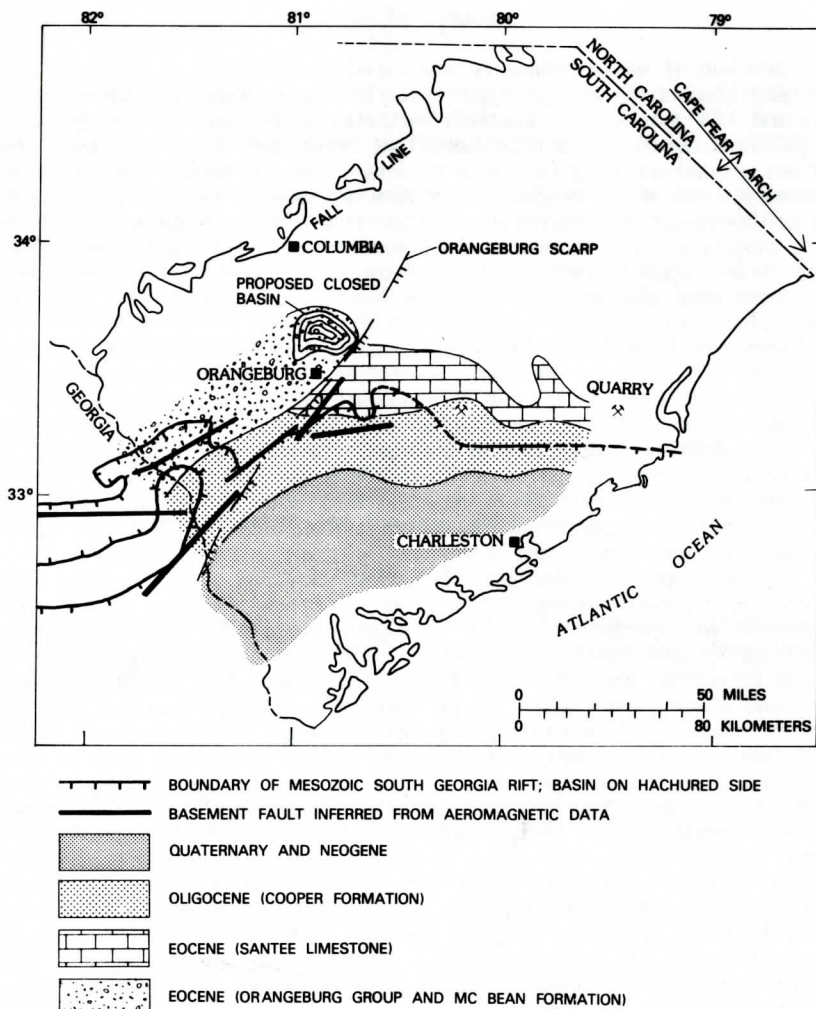 82°
81°
80°
79°
NORTH CAROLINA
SOUTH CAROLINA
CAPE FEAR ARCH
FALL LINE
34°
COLUMBIA
ORANGEBURG SCARP
PROPOSED CLOSED
BASIN
ORANGEBURG
QUARRY
GEORGIA
33°
CHARLESTON
ATLANTIC OCEAN
0 50 MILES
0 80 KILOMETERS
BOUNDARY OF MESOZOIC SOUTH GEORGIA RIFT; BASIN ON HACHURED SIDE
BASEMENT FAULT INFERRED FROM AEROMAGNETIC DATA
QUATERNARY AND NEOGENE
OLIGOCENE (COOPER FORMATION)
EOCENE (SANTEE LIMESTONE)
EOCENE (ORANGEBURG GROUP AND MC BEAN FORMATION)